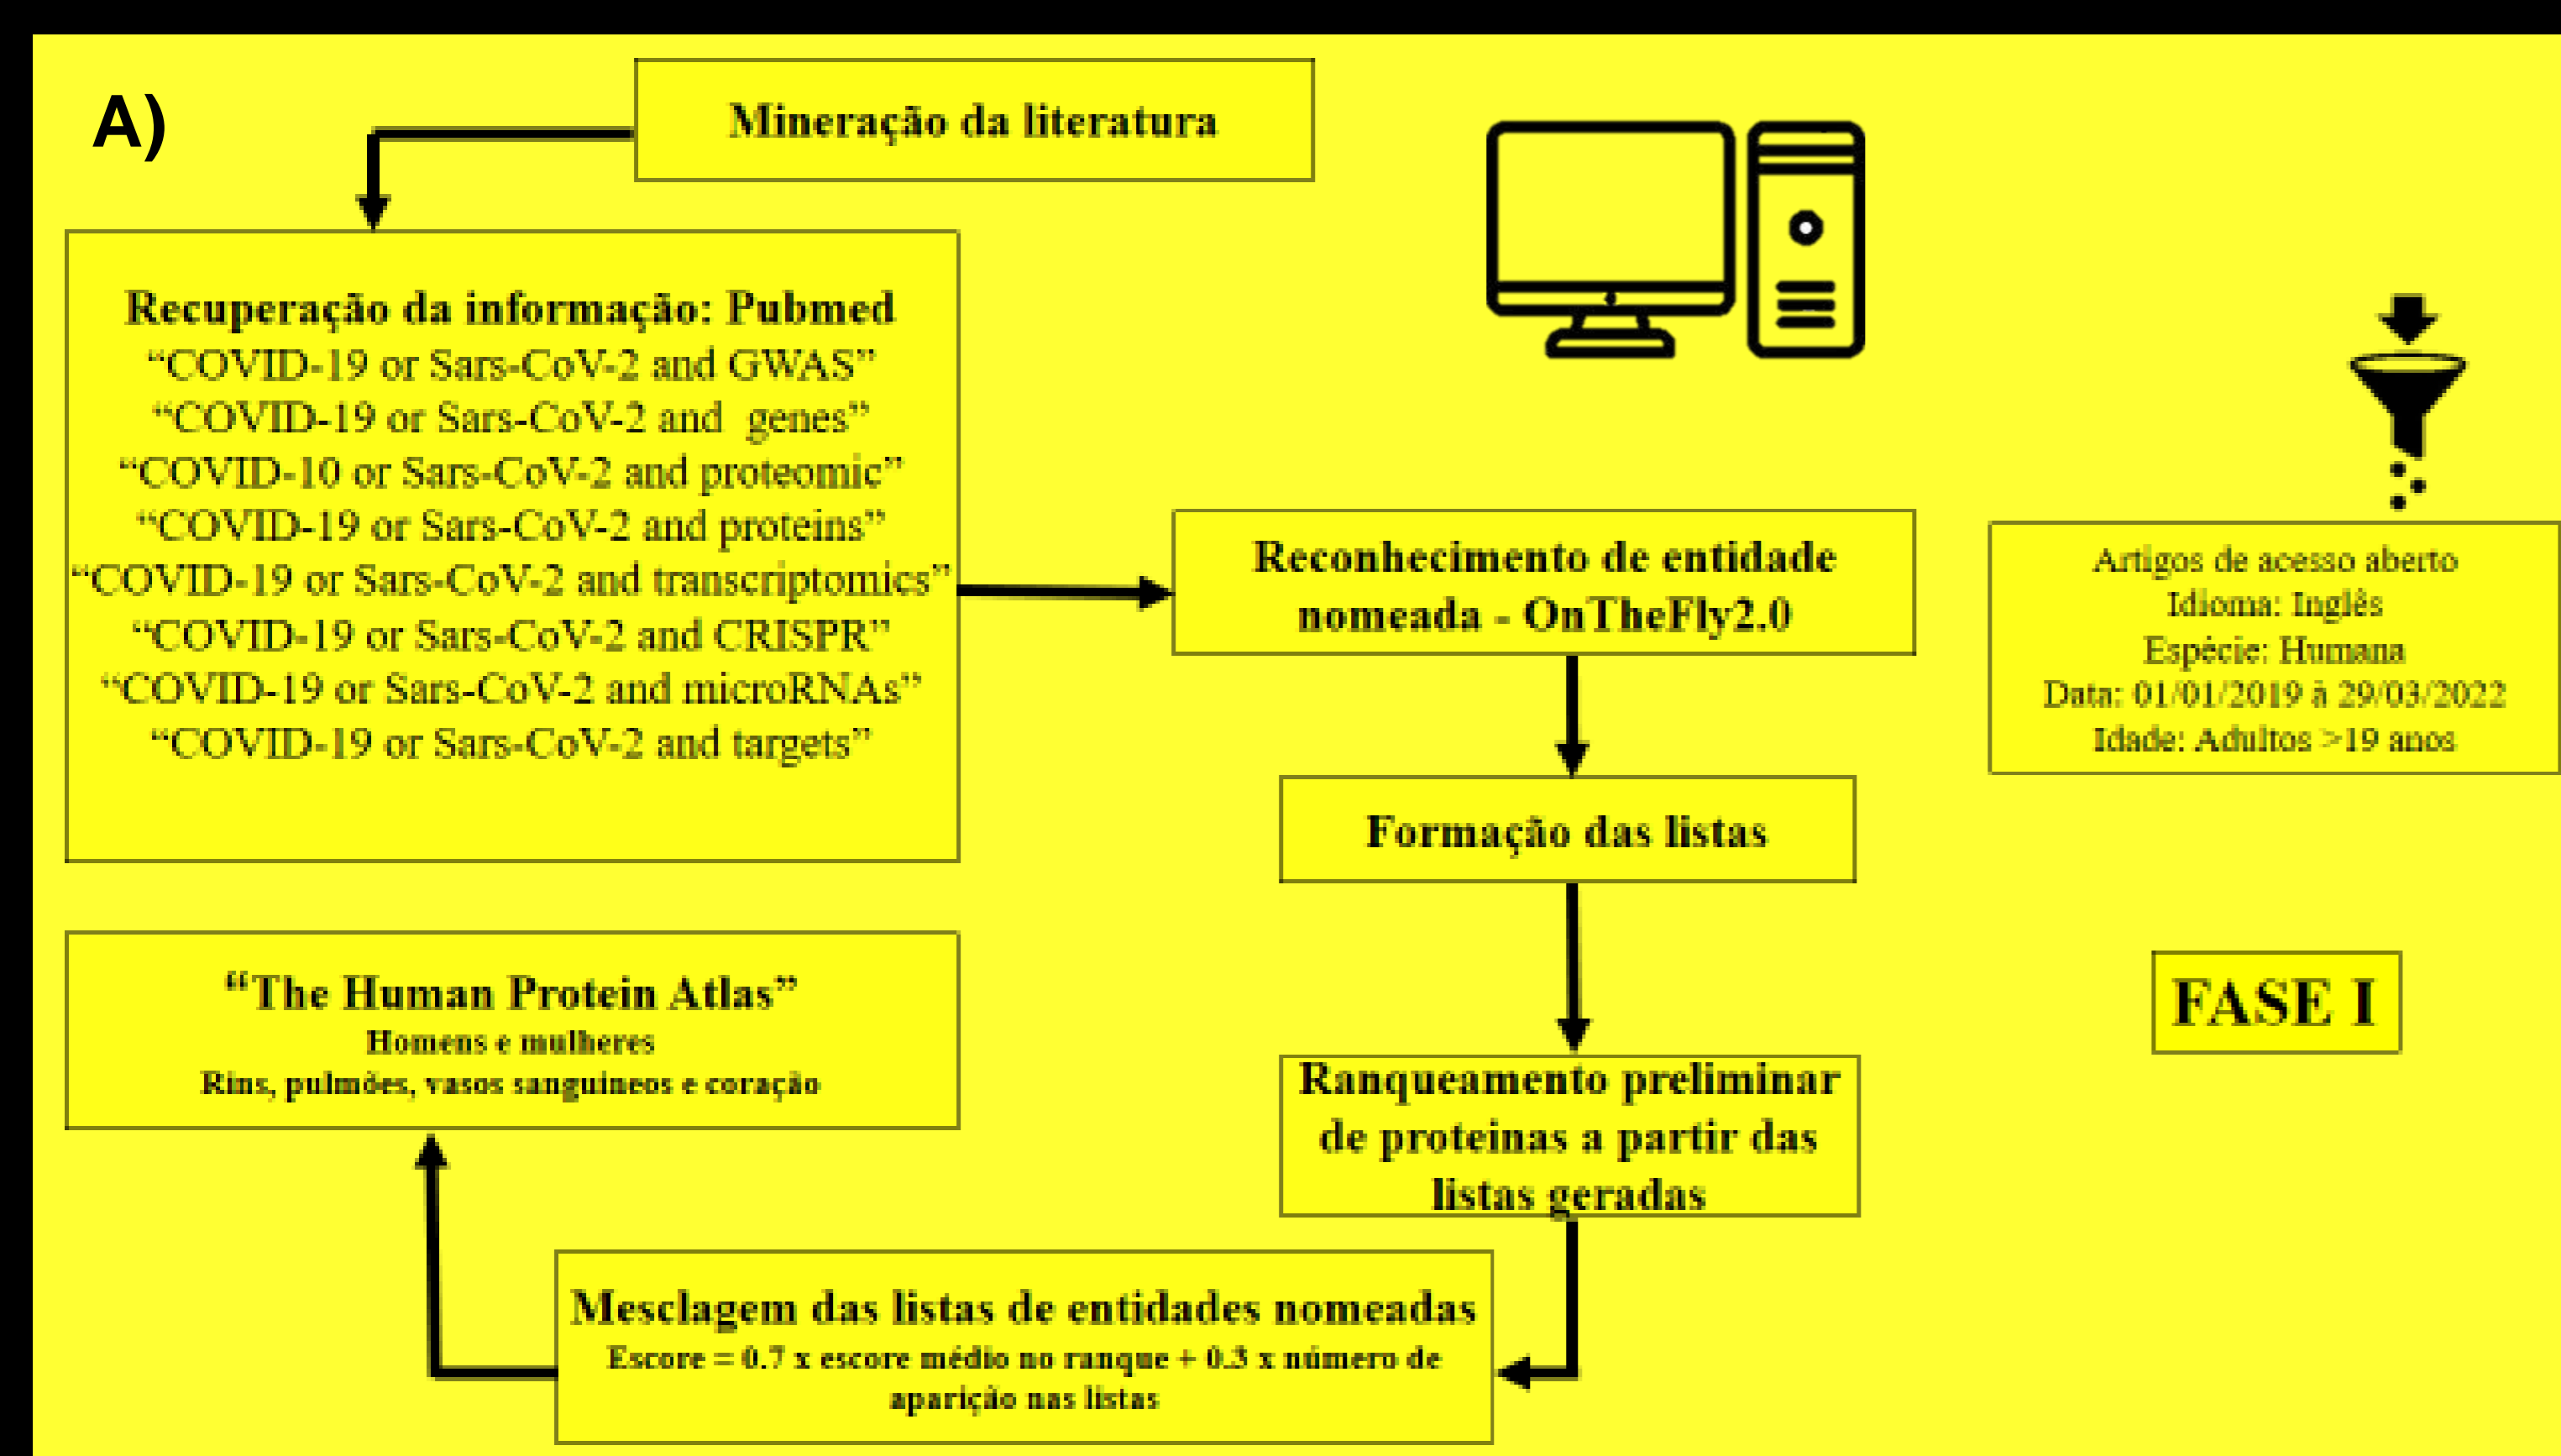 A)
Mineração da literatura
Recuperação da informação: Pubmed
“COVID-19 or Sars-CoV-2 and GWAS”
“COVID-19 or Sars-CoV-2 and  genes”
“COVID-10 or Sars-CoV-2 and proteomic”
“COVID-19 or Sars-CoV-2 and proteins”
“COVID-19 or Sars-CoV-2 and transcriptomics”
“COVID-19 or Sars-CoV-2 and CRISPR”
“COVID-19 or Sars-CoV-2 and microRNAs”
“COVID-19 or Sars-CoV-2 and targets”
Reconhecimento de entidade
nomeada - OnTheFly2.0
Artigos de acesso aberto
Idioma: Inglês
Espécie: Humana
Data: 01/01/2019 à 29/03/2022
Idade: Adultos >19 anos
Formação das listas
Ranqueamento preliminar
de proteinas a partir das
listas geradas
Mesclagem das listas de entidades nomeadas
Escore = 0.7 x escore médio no ranque + 0.3 x número de
aparição nas listas
“The Human Protein Atlas”
Homens e mulheres
Rins, pulmões, vasos sanguineos e coração
FASE I